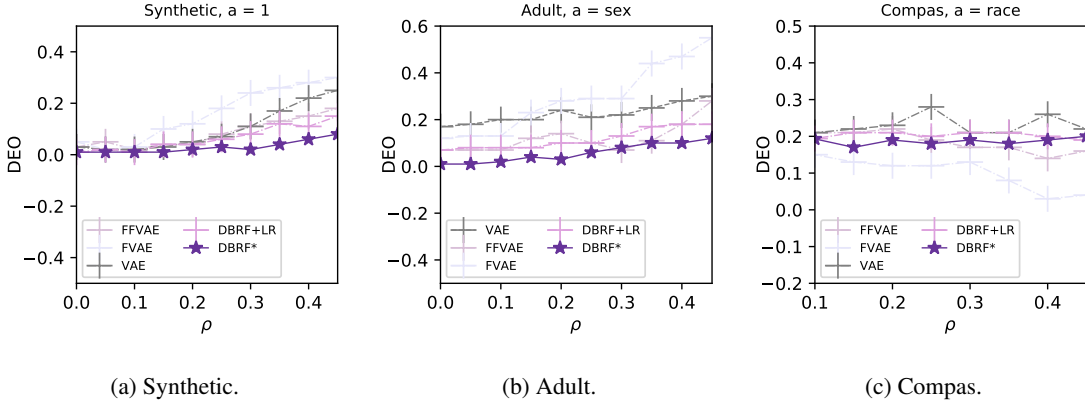 Synthetic, a = 1
DEO
0.4
0.2
0.0
−0.2
−0.4
FFVAE
FVAE
VAE
DBRF+LR
DBRF*
0.0 0.1 0.2 0.3 0.4
ρ
(a) Synthetic.
Adult, a = sex
DEO
0.6
0.4
0.2
0.0
−0.2
−0.4
VAE
FFVAE
FVAE
DBRF+LR
DBRF*
0.0 0.1 0.2 0.3 0.4
ρ
(b) Adult.
Compas, a = race
DEO
0.5
0.4
0.3
0.2
0.1
0.0
−0.1
−0.2
FFVAE
FVAE
VAE
DBRF+LR
DBRF*
0.1 0.2 0.3 0.4
ρ
(c) Compas.